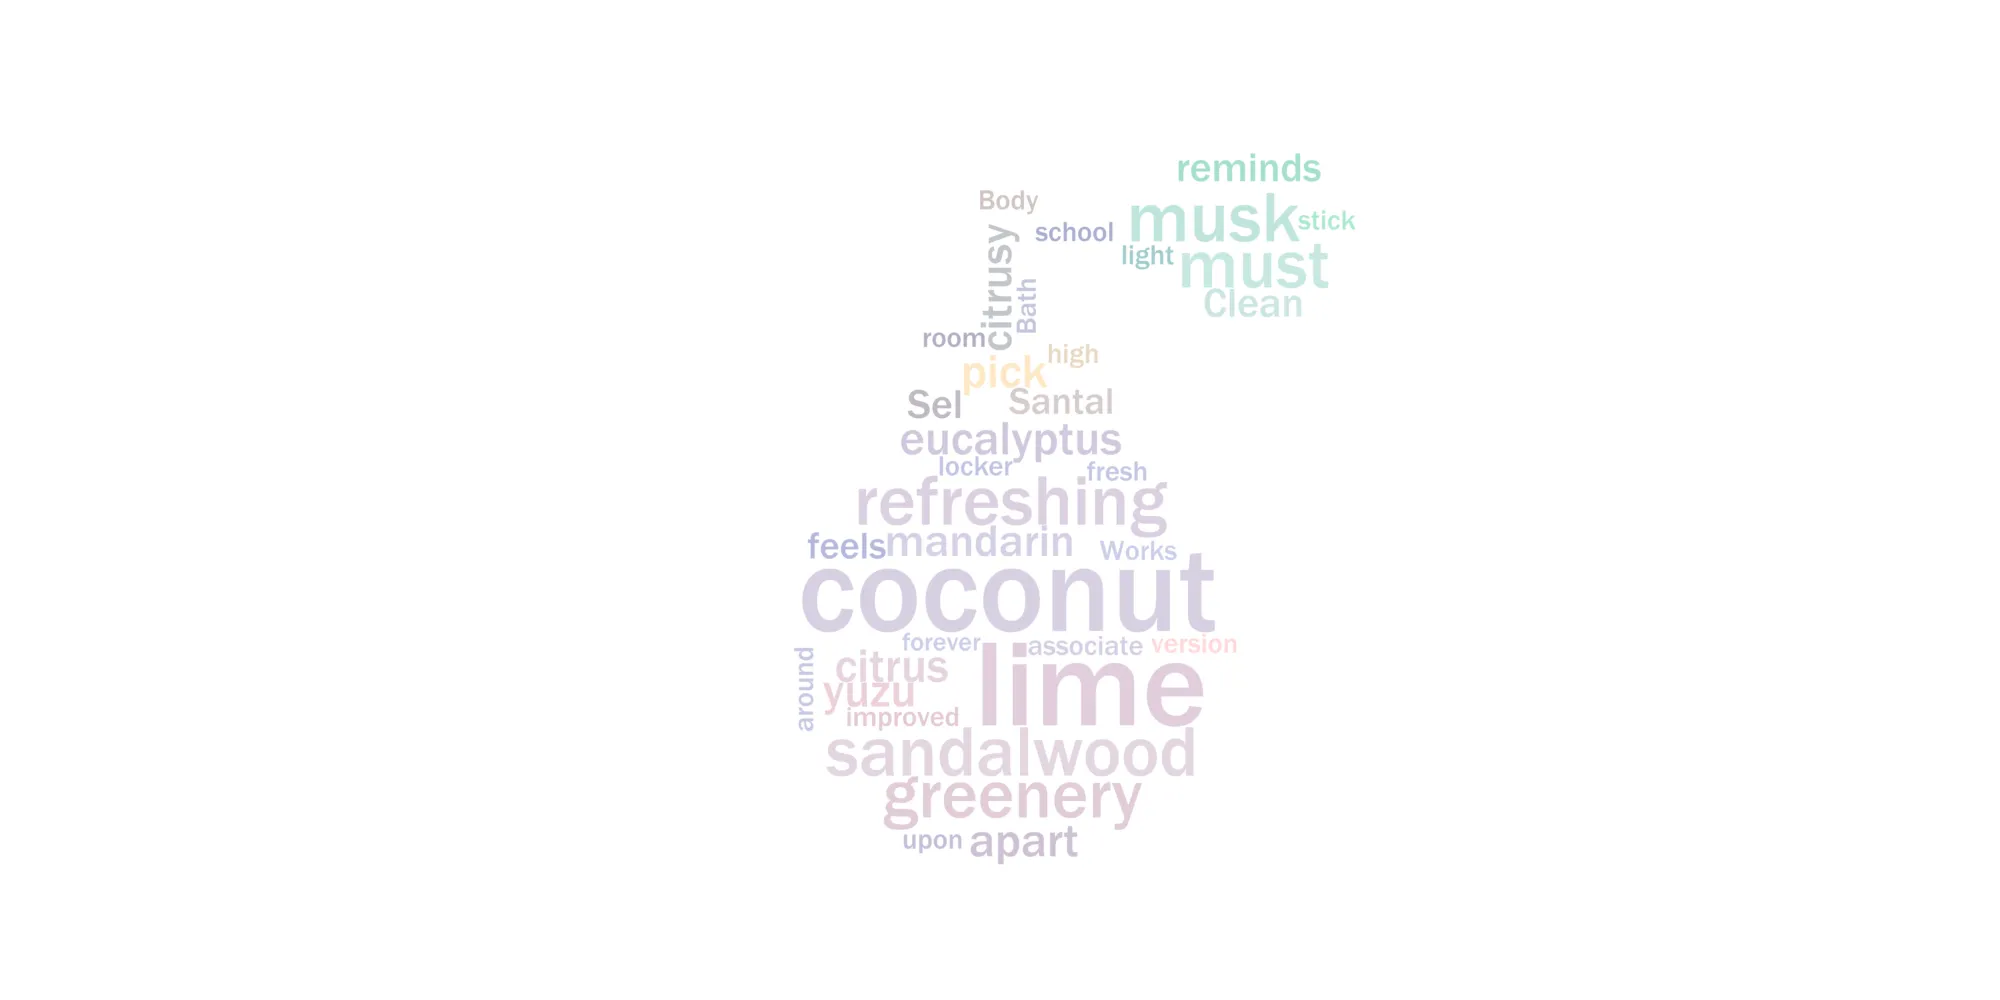 reminds
Body
musk
stick
school
citrusy
light
must
Bath
Clean
room
high
pick
Sel
Santal
eucalyptus
locker
fresh
refreshing
feels
mandarin
Works
coconut
forever
associate
version
around
citrus
lime
yuzu
improved
sandalwood
greenery
upon
apart